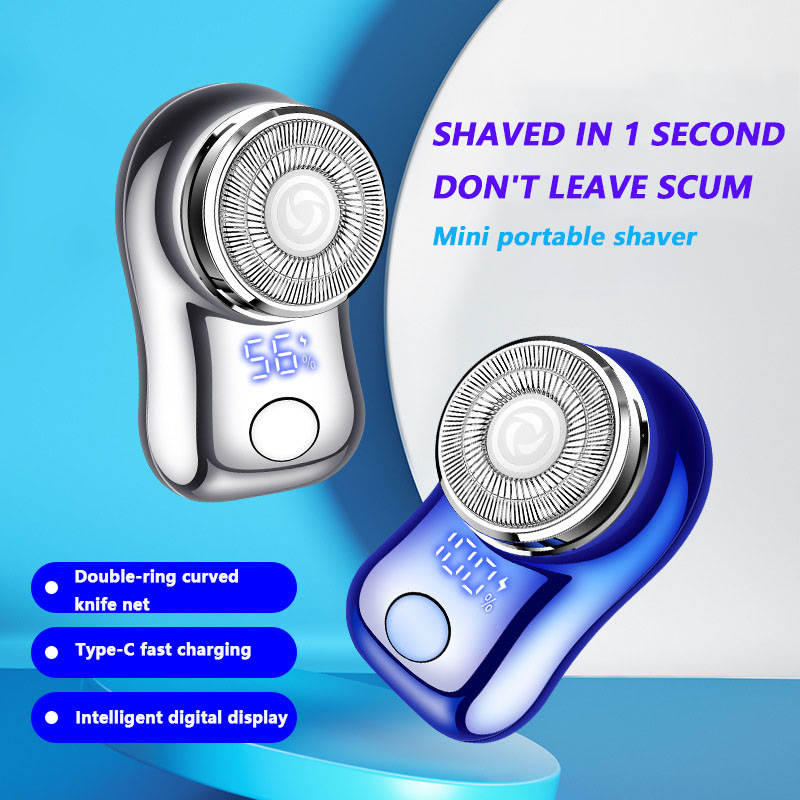 SHAVED IN 1 SECOND
DON'T LEAVE SCUM
Mini portable shaver
56%
100%
Double-ring curved
knife net
Type-C fast charging
Intelligent digital display